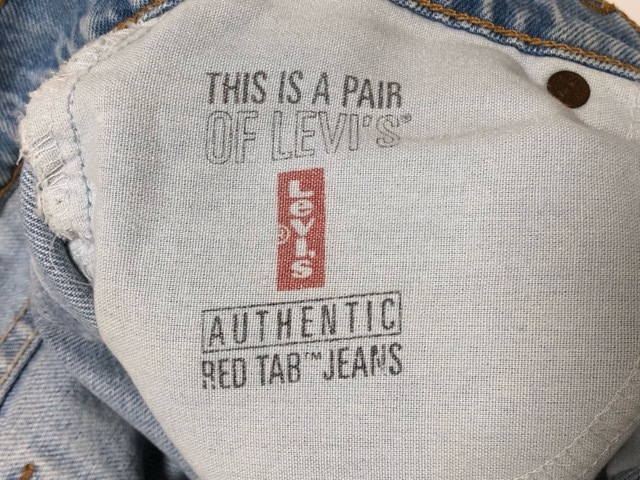 THIS IS A PAIR
OF LEVI'S®
LEVI'S
®
AUTHENTIC
RED TAB™ JEANS